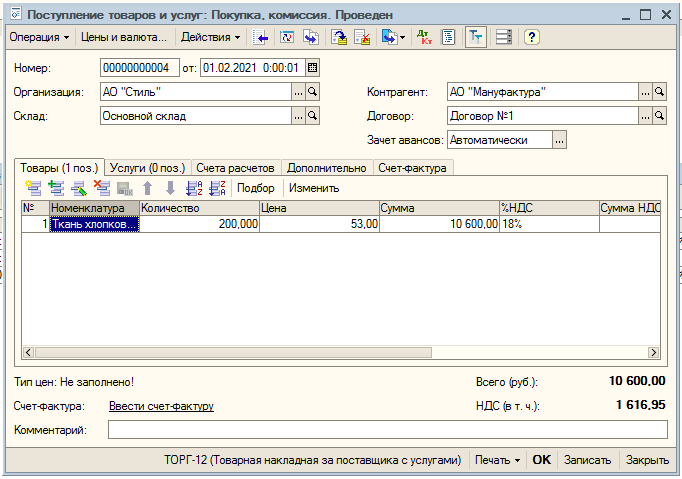 Поступление товаров и услуг: Покупка, комиссия. Проведен
Операция Цены и валюта... Действия Дт Кт
Номер: 00000000004 от: 01.02.2021 0:00:01
Организация: АО "Стиль" Контрагент: АО "Мануфактура"
Склад: Основной склад Договор: Договор №1
Зачет авансов: Автоматически
Товары (1 поз.) Услуги (0 поз.) Счета расчетов Дополнительно Счет-фактура
Подбор Изменить
№ Номенклатура Количество Цена Сумма %НДС Сумма НДС
1 Ткань хлопков... 200,000 53,00 10 600,00 18%
Тип цен: Не заполнено! Всего (руб.): 10 600,00
Счет-фактура: Ввести счет-фактуру НДС (в т. ч.): 1 616,95
Комментарий:
ТОРГ-12 (Товарная накладная за поставщика с услугами) Печать OK Записать Закрыть